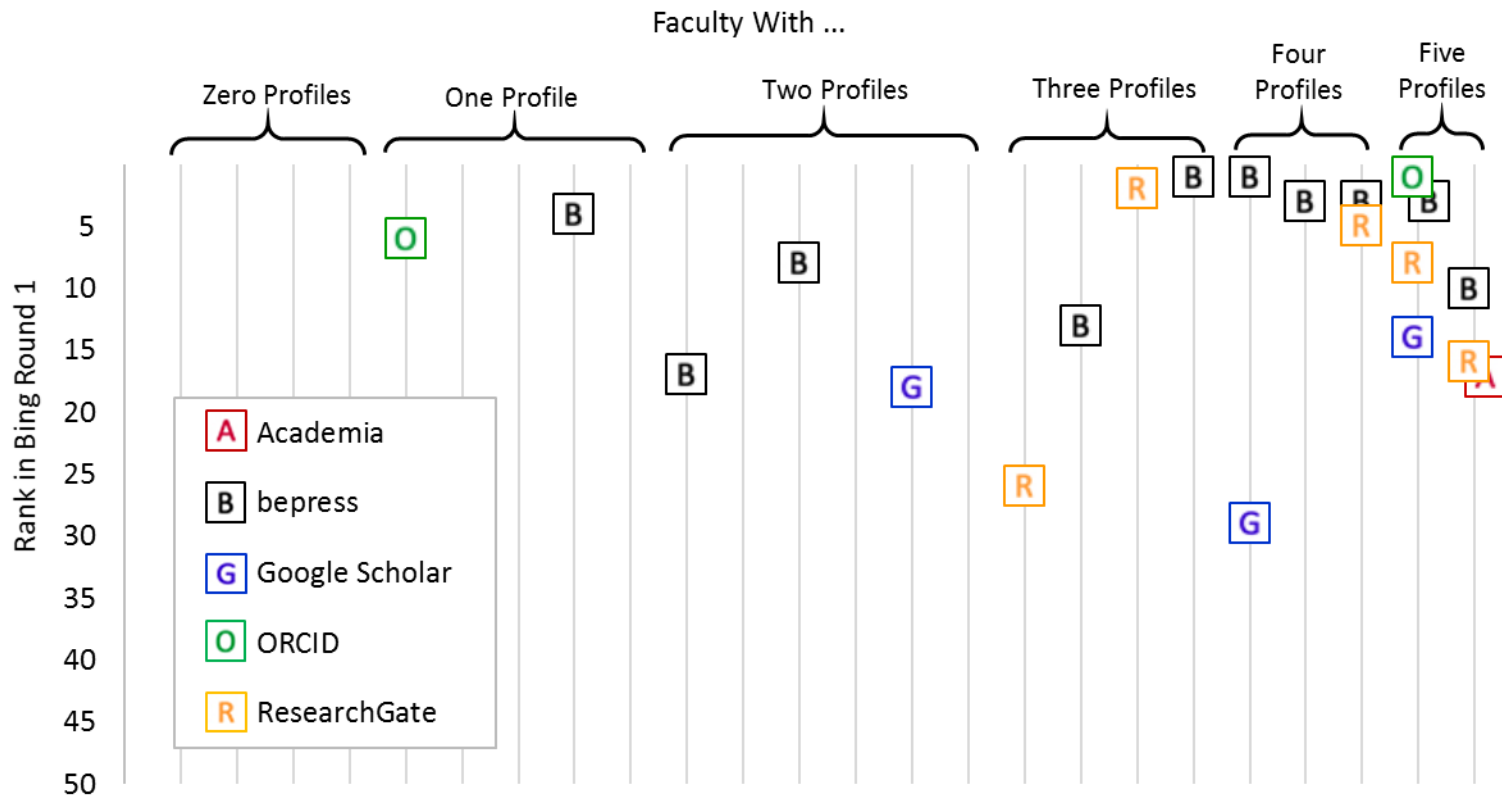 Faculty With ...
Zero Profiles
One Profile
Two Profiles
Three Profiles
Four
Profiles
Five
Profiles
Rank in Bing Round 1
5
10
15
20
25
30
35
40
45
50
O
B
B
B
G
R
B
R
B
B
G
B
B
R
O
B
R
G
B
R
A
A Academia
B bepress
G Google Scholar
O ORCID
R ResearchGate